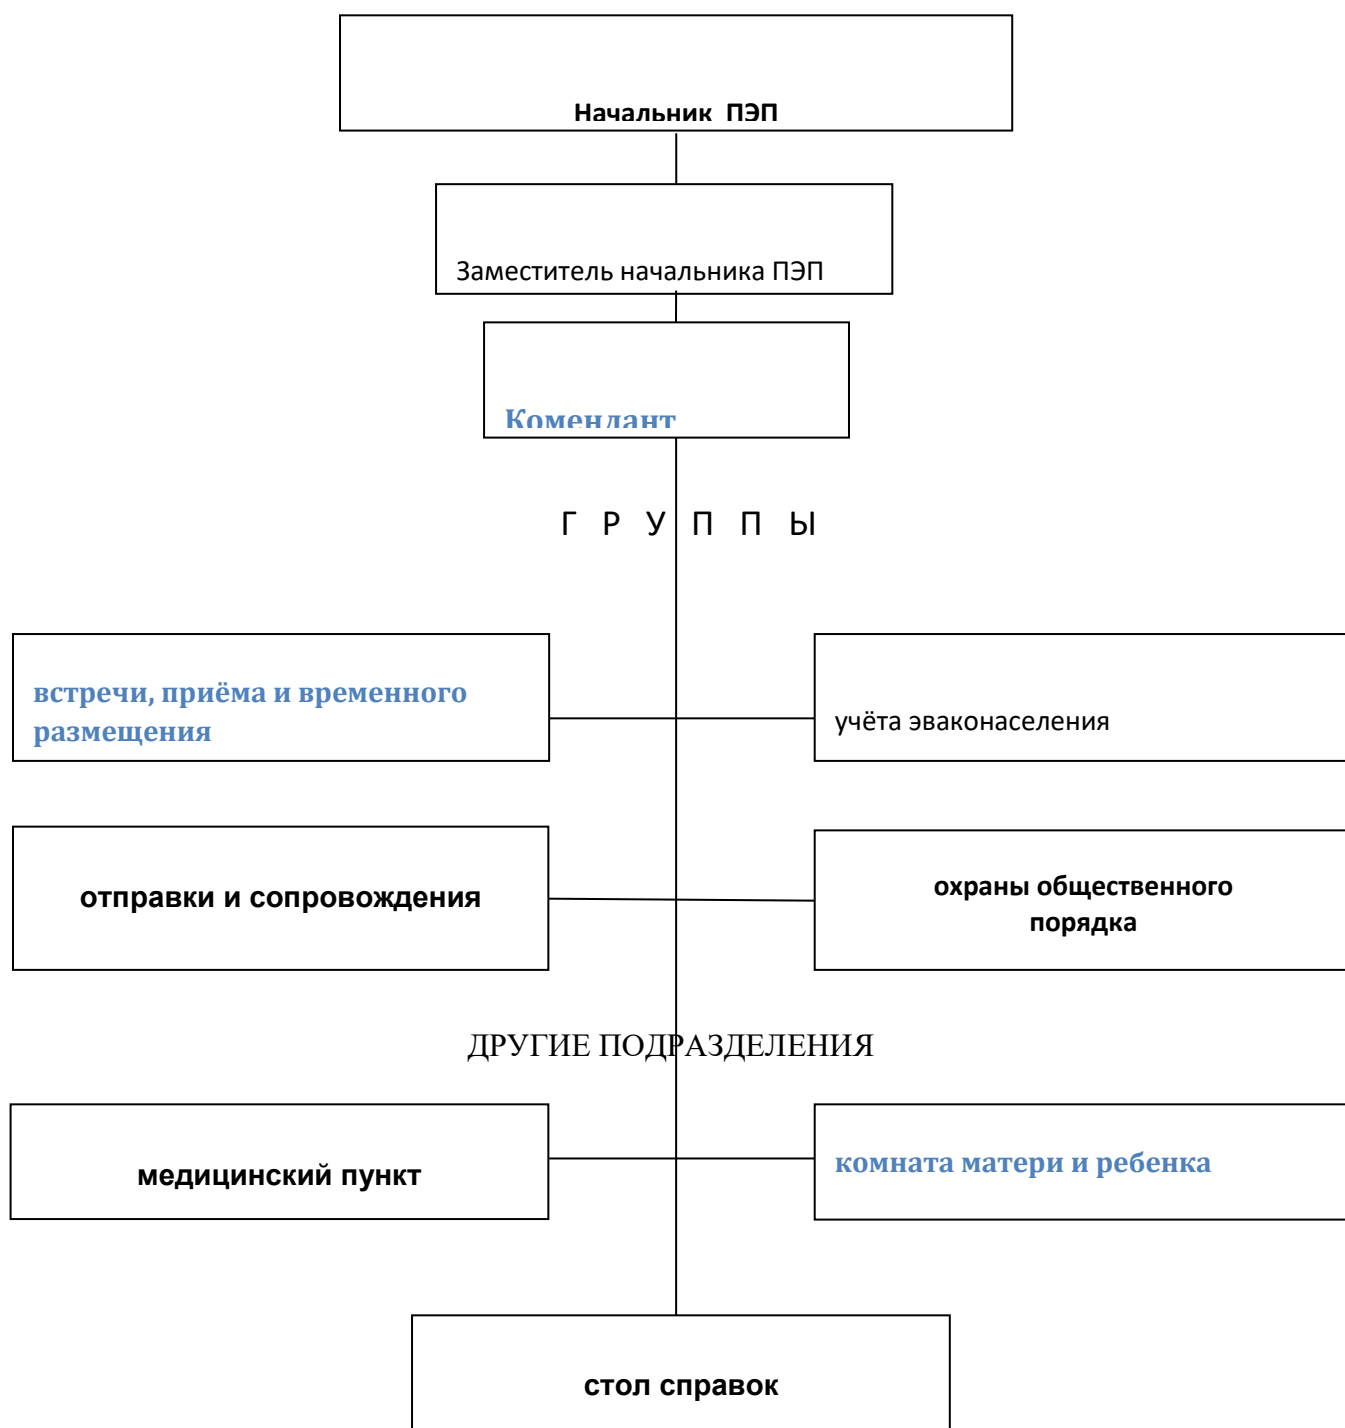 Начальник ПЭП
Заместитель начальника ПЭП
Комендант
Г Р У П П Ы
встречи, приёма и временного
размещения
учёта эваконаселения
отправки и сопровождения
охраны общественного
порядка
ДРУГИЕ ПОДРАЗДЕЛЕНИЯ
медицинский пункт
комната матери и ребенка
стол справок